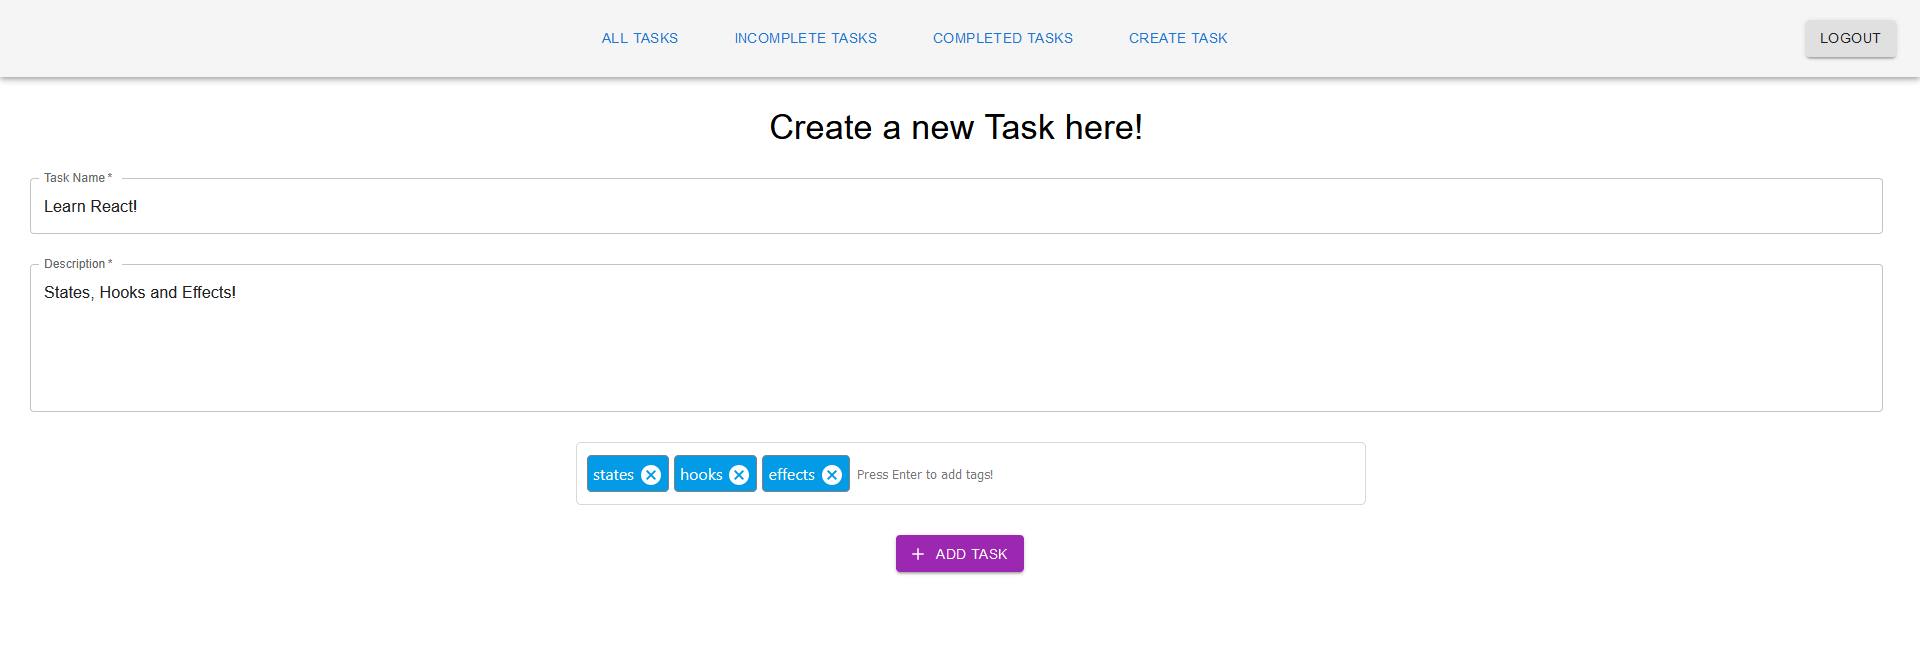 ALL TASKS INCOMPLETE TASKS COMPLETED TASKS CREATE TASK LOGOUT
Create a new Task here!
Task Name *
Learn React!
Description *
States, Hooks and Effects!
states hooks effects Press Enter to add tags!
+ ADD TASK